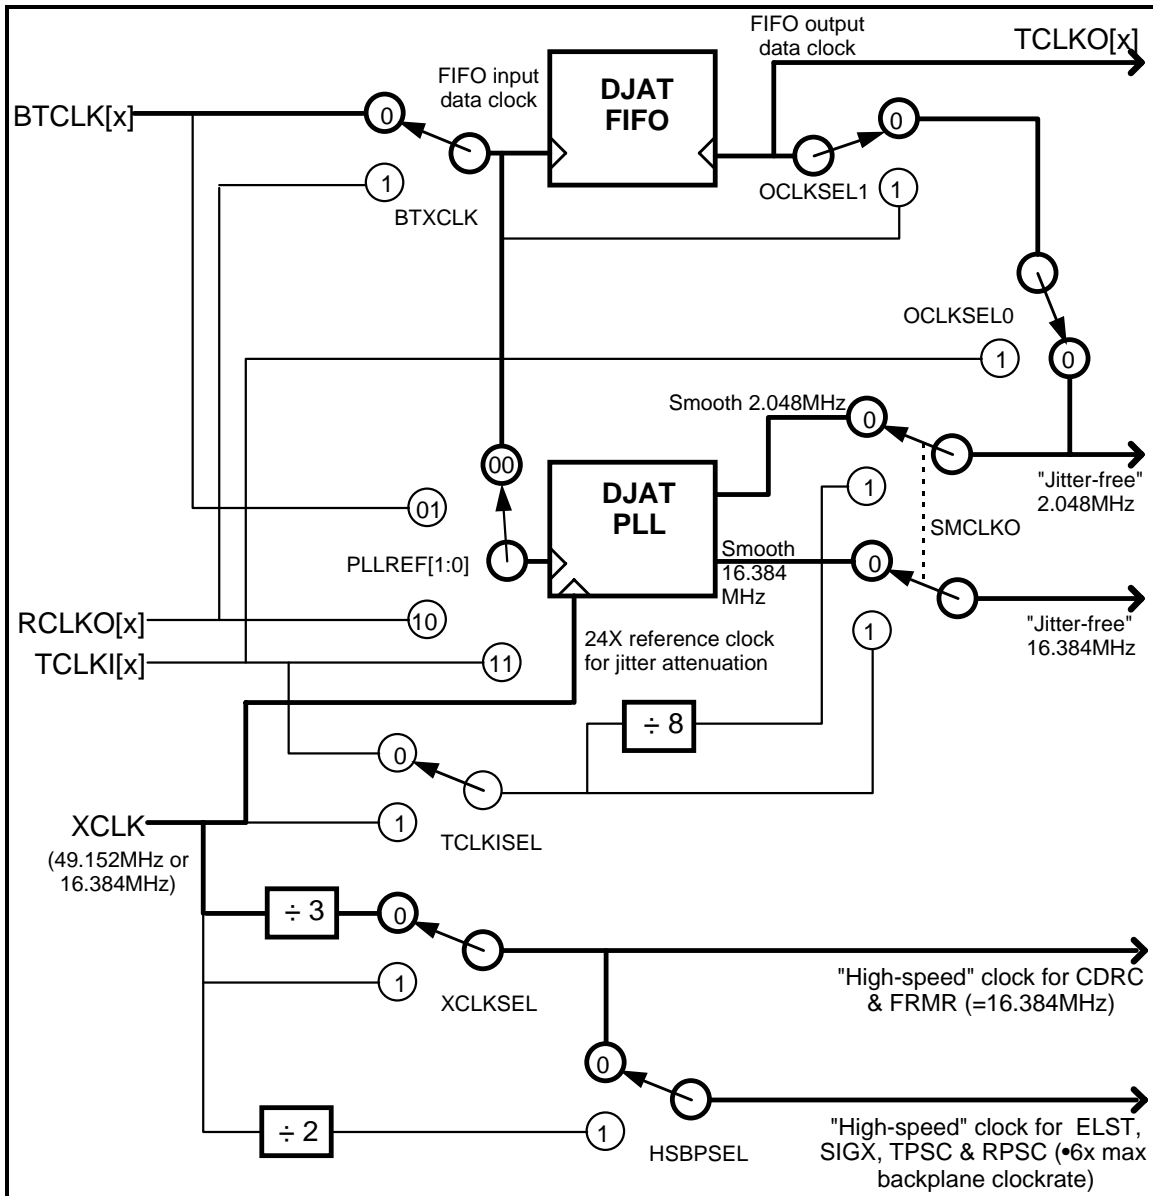 FIFO output
data clock
TCLKO[x]
FIFO input
data clock
DJAT
FIFO
BTCLK[x]
0
0
1
BTXCLK
OCLKSEL1
1
OCLKSEL0
1
0
Smooth 2.048MHz
0
00
DJAT
PLL
"Jitter-free"
2.048MHz
01
1
SMCLKO
PLLREF[1:0]
Smooth
16.384
MHz
0
RCLKO[x]
10
"Jitter-free"
16.384MHz
1
TCLKI[x]
11
24X reference clock
for jitter attenuation
÷ 8
0
XCLK
1
TCLKISEL
(49.152MHz or
16.384MHz)
÷ 3
0
1
XCLKSEL
"High-speed" clock for CDRC
& FRMR (=16.384MHz)
0
÷ 2
1
HSBPSEL
"High-speed" clock for ELST,
SIGX, TPSC & RPSC (•6x max
backplane clockrate)